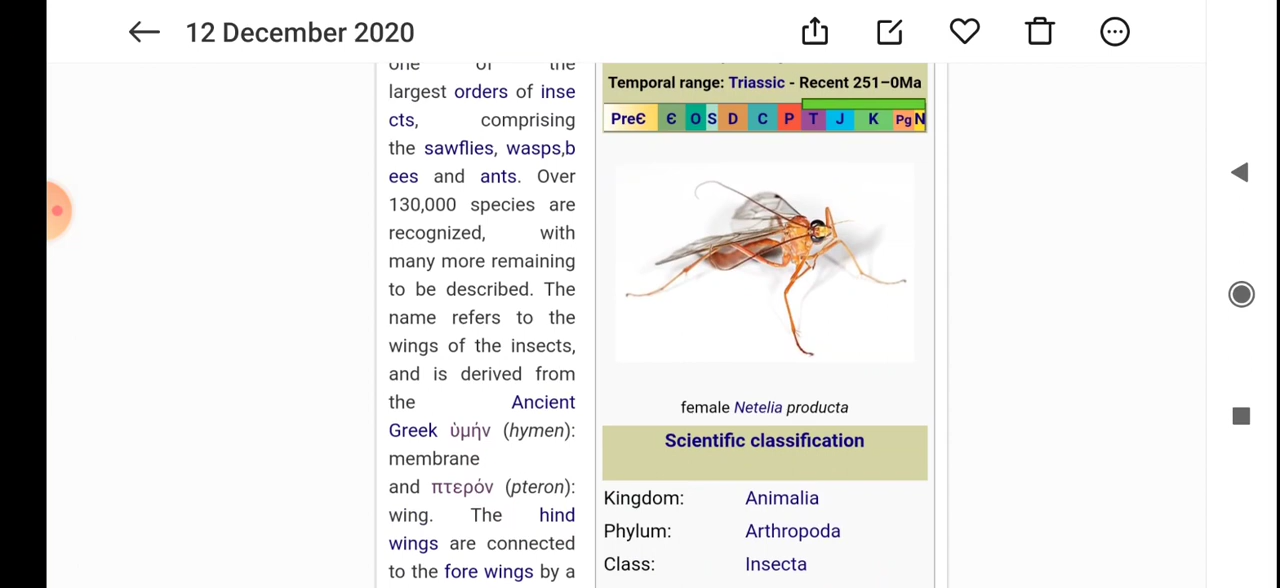 12 December 2020
one of the
largest orders of inse
cts, comprising
the sawflies, wasps,b
ees and ants. Over
130,000 species are
recognized, with
many more remaining
to be described. The
name refers to the
wings of the insects,
and is derived from
the Ancient
Greek ὑμήν (hymen):
membrane
and πτερόν (pteron):
wing. The hind
wings are connected
to the fore wings by a
Temporal range: Triassic - Recent 251–0Ma
PreЄ Є O S D C P T J K Pg N
female Netelia producta
Scientific classification
Kingdom: Animalia
Phylum: Arthropoda
Class: Insecta